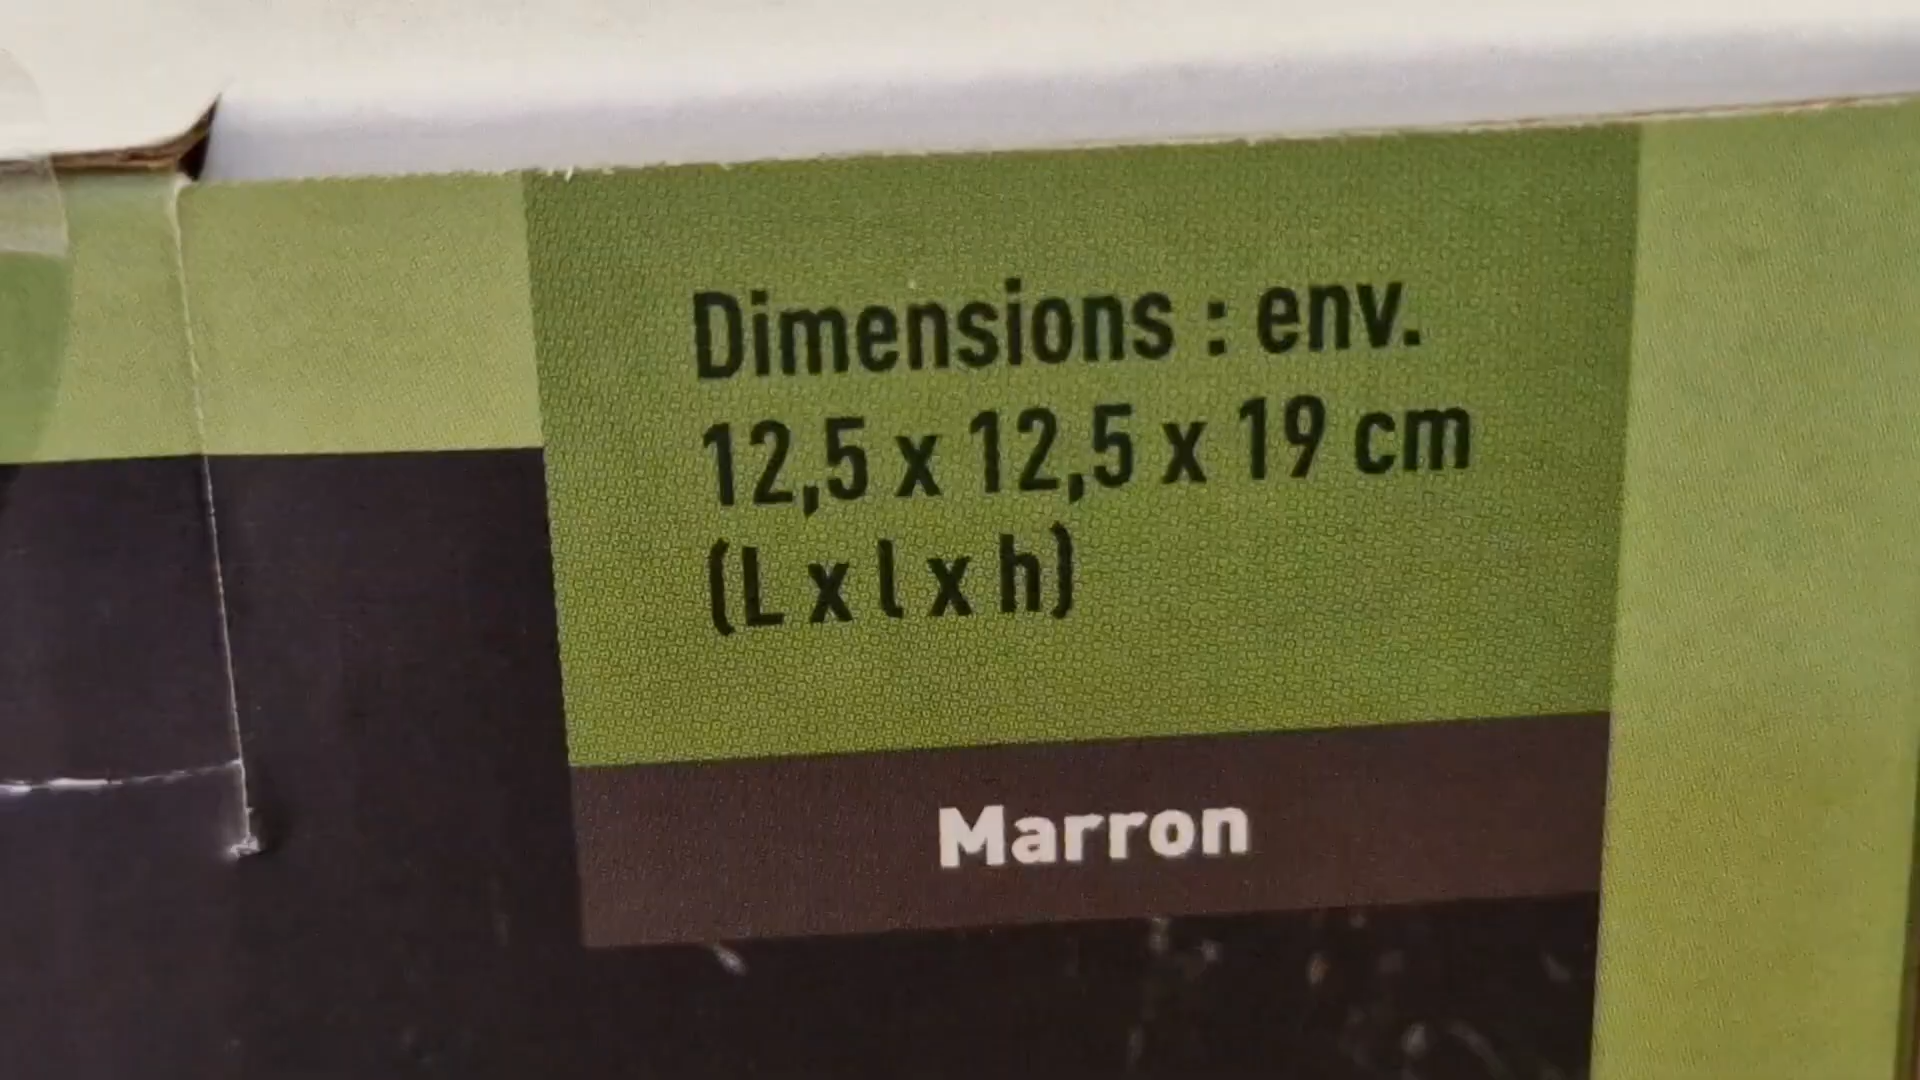 Dimensions : env.
12,5 x 12,5 x 19 cm
(L x l x h)
Marron